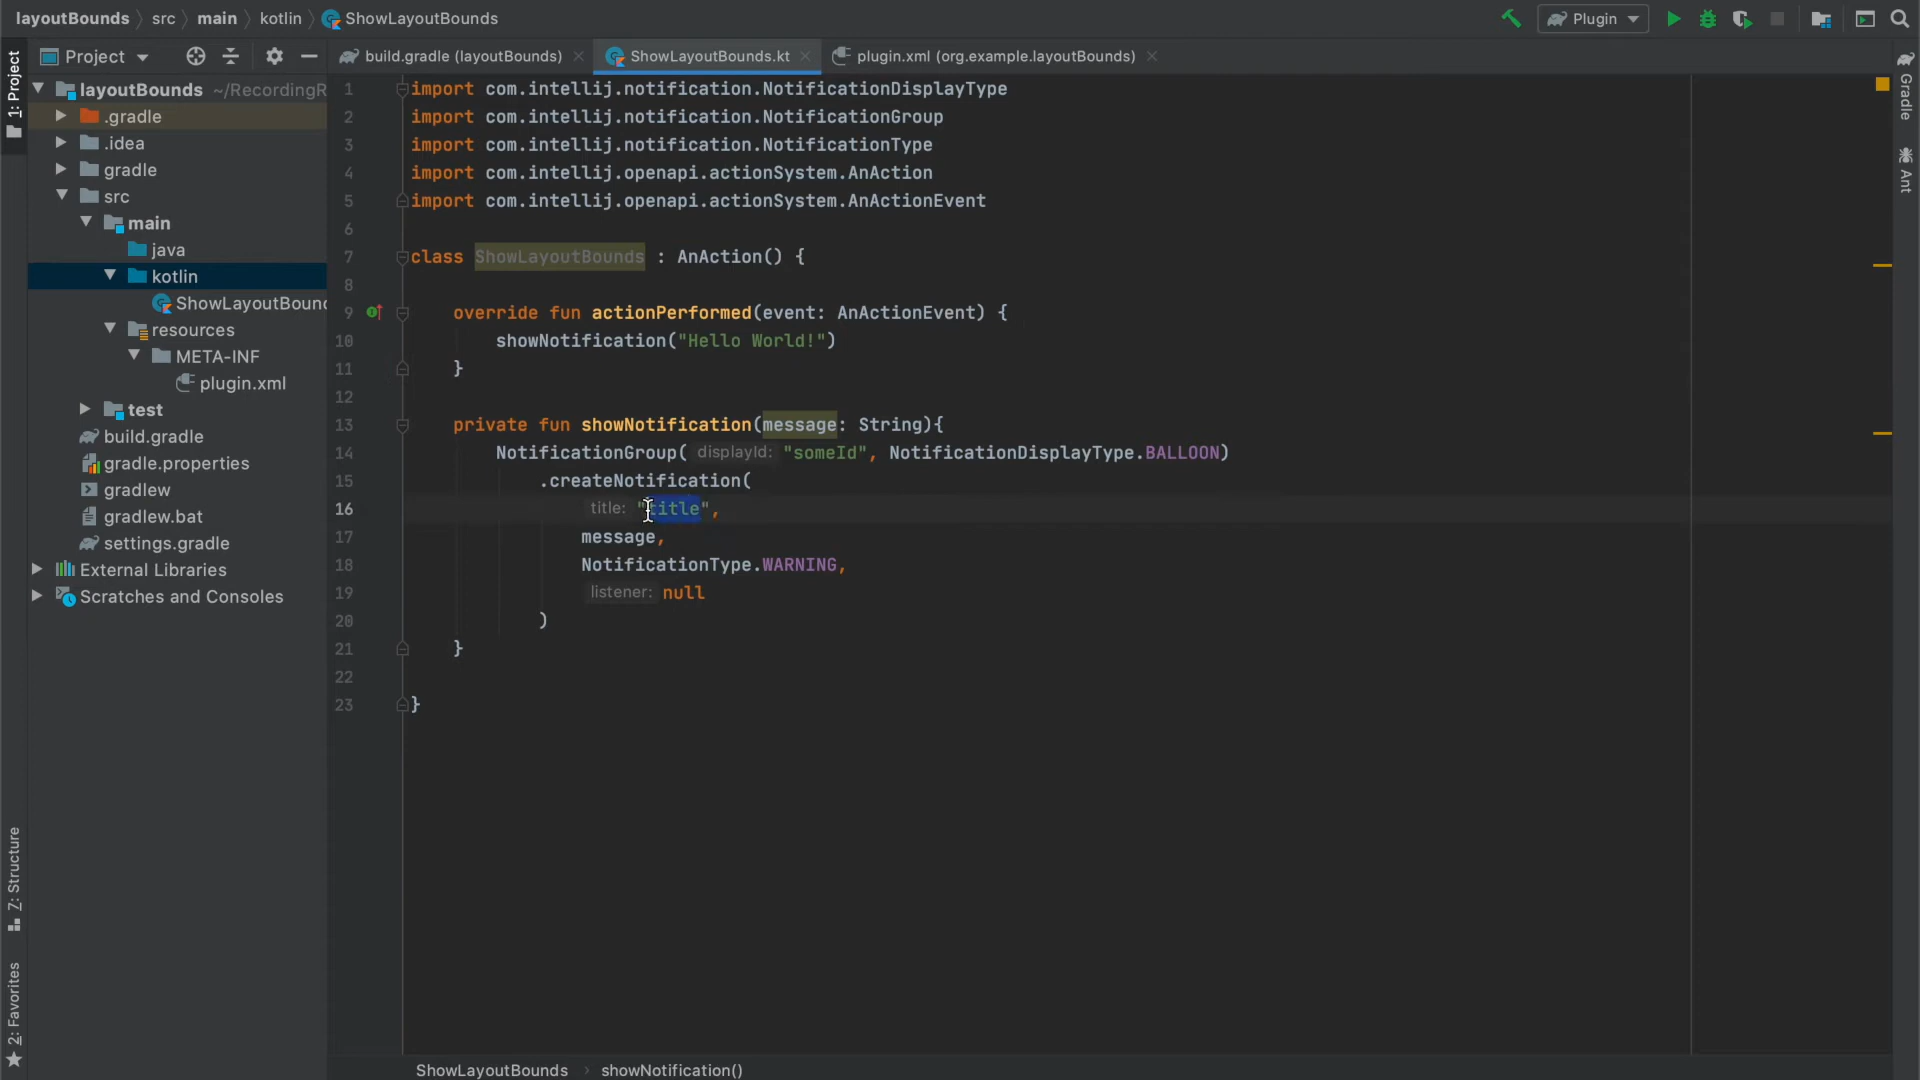 layoutBounds src main kotlin ShowLayoutBounds Plugin
1: Project
Project
build.gradle (layoutBounds)
ShowLayoutBounds.kt
plugin.xml (org.example.layoutBounds)
layoutBounds ~/RecordingR
.gradle
.idea
gradle
src
main
java
kotlin
ShowLayoutBound
resources
META-INF
plugin.xml
test
build.gradle
gradle.properties
gradlew
gradlew.bat
settings.gradle
External Libraries
Scratches and Consoles
Z: Structure
2: Favorites
1 import com.intellij.notification.NotificationDisplayType
2 import com.intellij.notification.NotificationGroup
3 import com.intellij.notification.NotificationType
4 import com.intellij.openapi.actionSystem.AnAction
5 import com.intellij.openapi.actionSystem.AnActionEvent
6
7 class ShowLayoutBounds : AnAction() {
8
9 override fun actionPerformed(event: AnActionEvent) {
10 showNotification("Hello World!")
11 }
12
13 private fun showNotification(message: String){
14 NotificationGroup( displayId: "someId", NotificationDisplayType.BALLOON)
15 .createNotification(
16 title: "title",
17 message,
18 NotificationType.WARNING,
19 listener: null
20 )
21 }
22
23 }
Gradle
Ant
ShowLayoutBounds › showNotification()